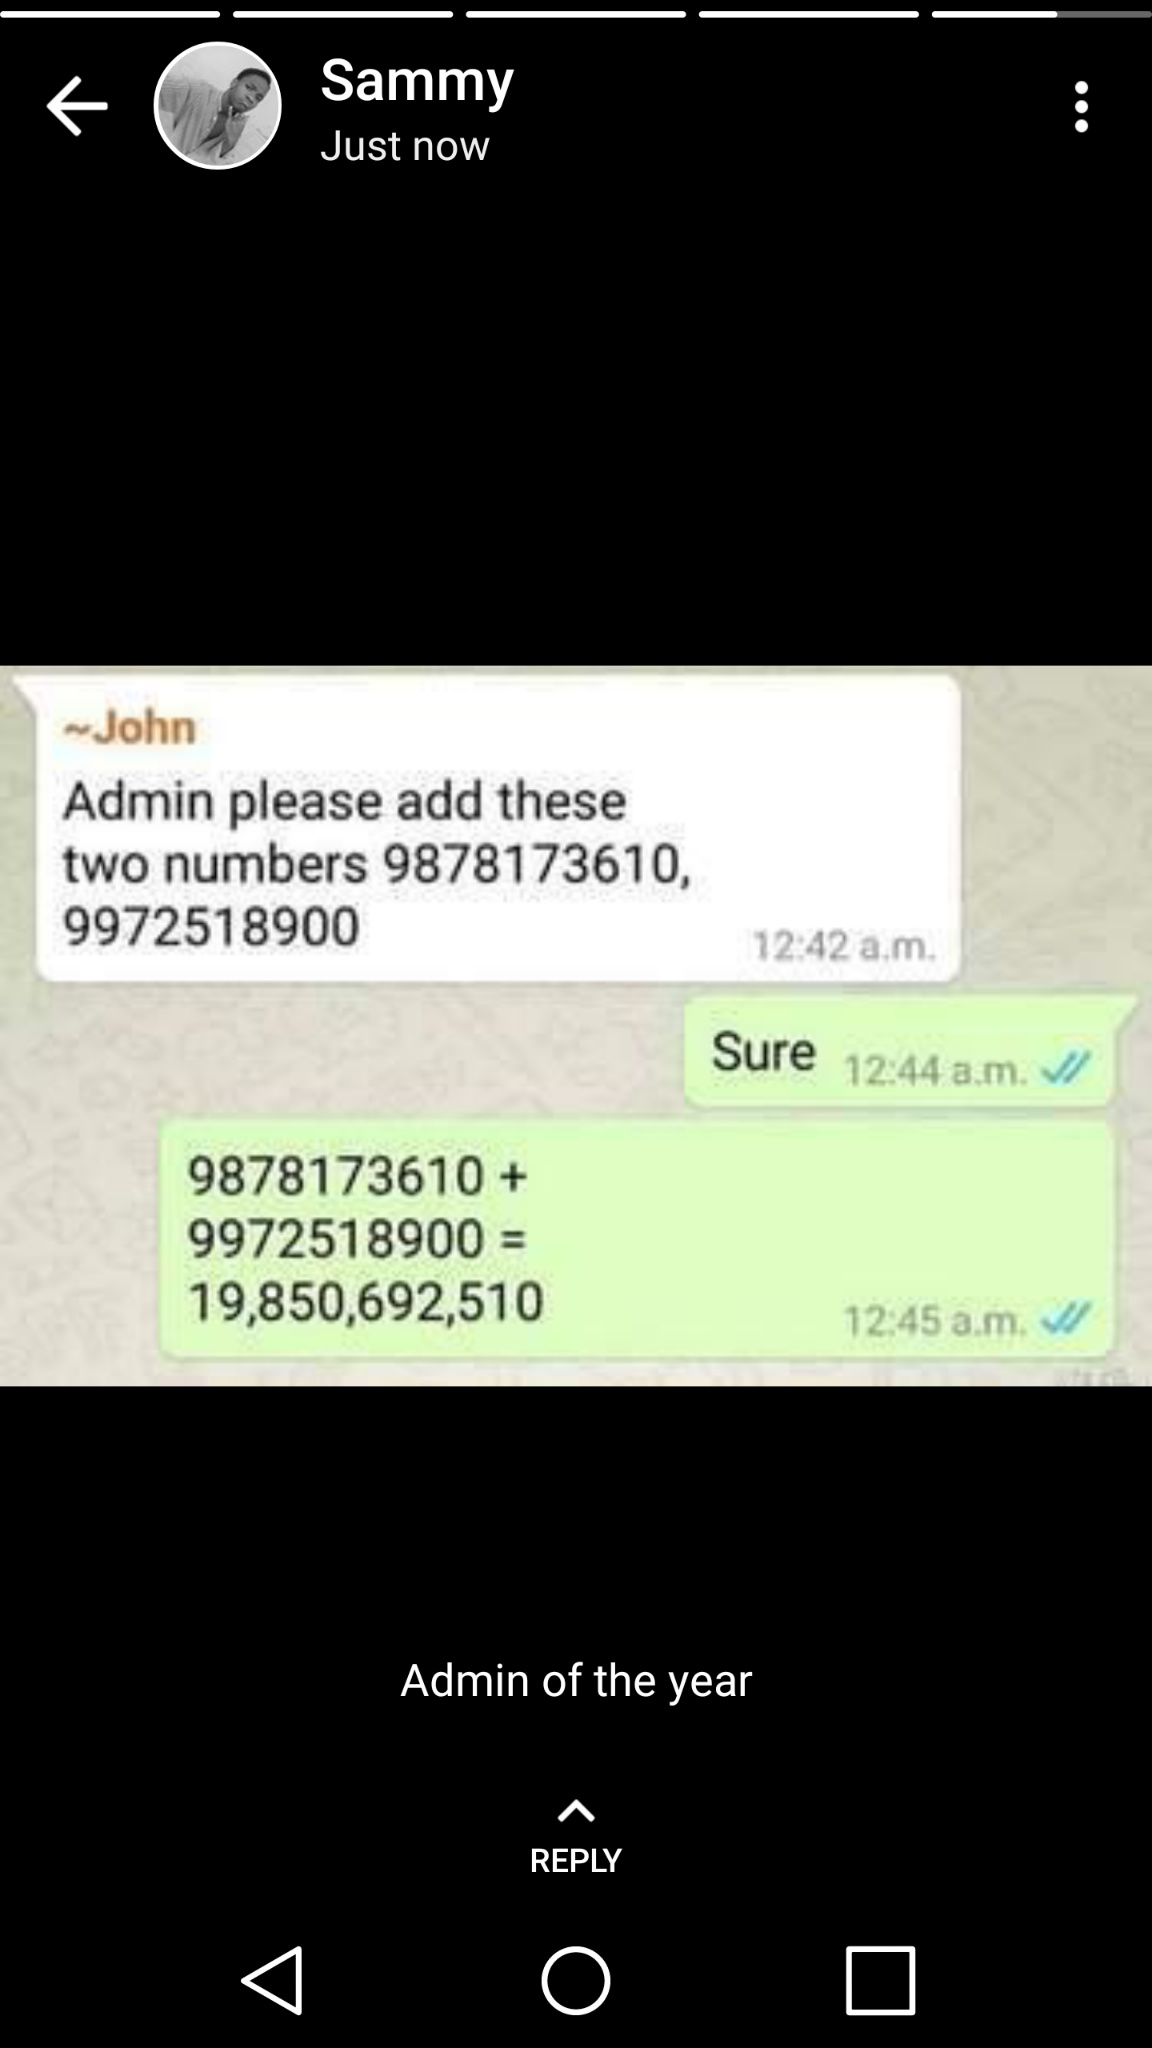 Sammy
Just now
~John
Admin please add these
two numbers 9878173610,
9972518900
12:42 a.m.
Sure 12:44 a.m.
9878173610 +
9972518900 =
19,850,692,510
12:45 a.m.
Admin of the year
REPLY